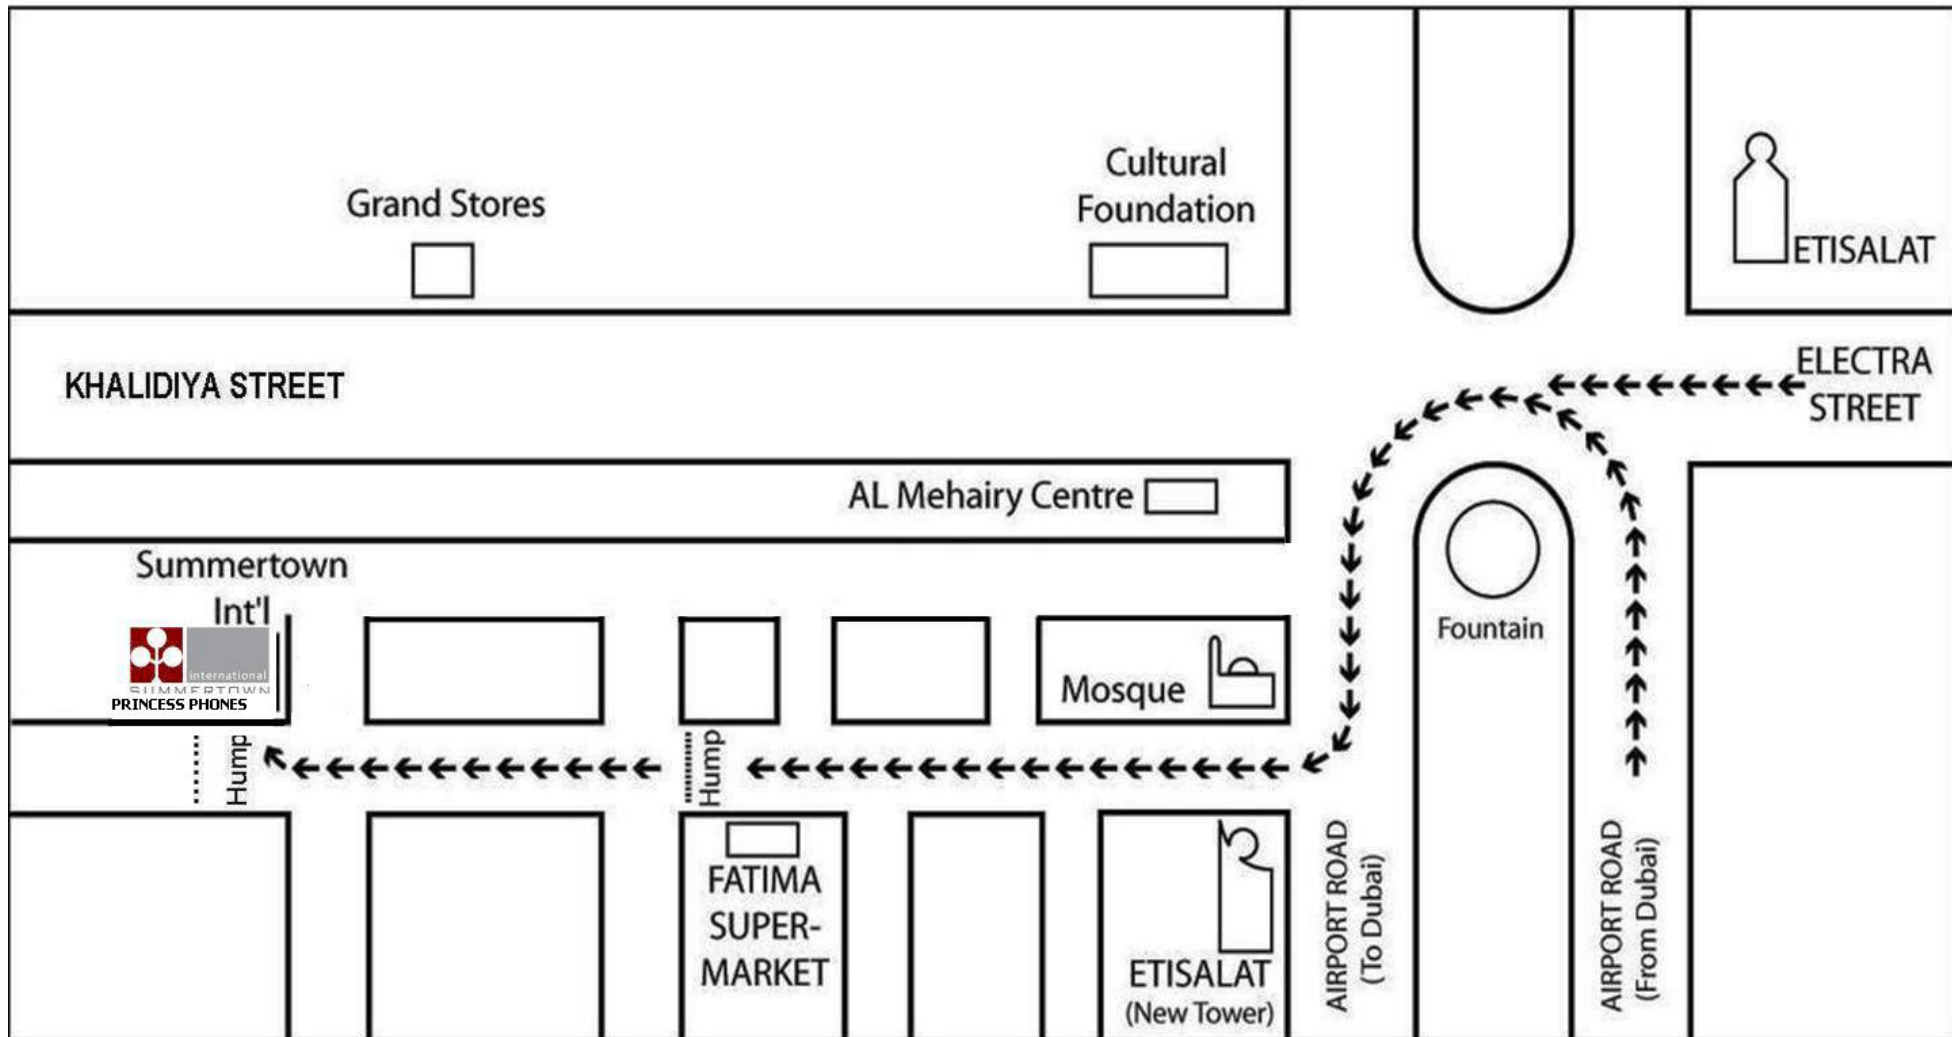 Cultural
Foundation
Grand Stores
ETISALAT
KHALIDIYA STREET
ELECTRA
STREET
AL Mehairy Centre
Summertown
Int'l
international
SUMMERTOWN
PRINCESS PHONES
Fountain
Mosque
Hump
Hump
FATIMA
SUPER-
MARKET
ETISALAT
(New Tower)
AIRPORT ROAD
(To Dubai)
AIRPORT ROAD
(From Dubai)